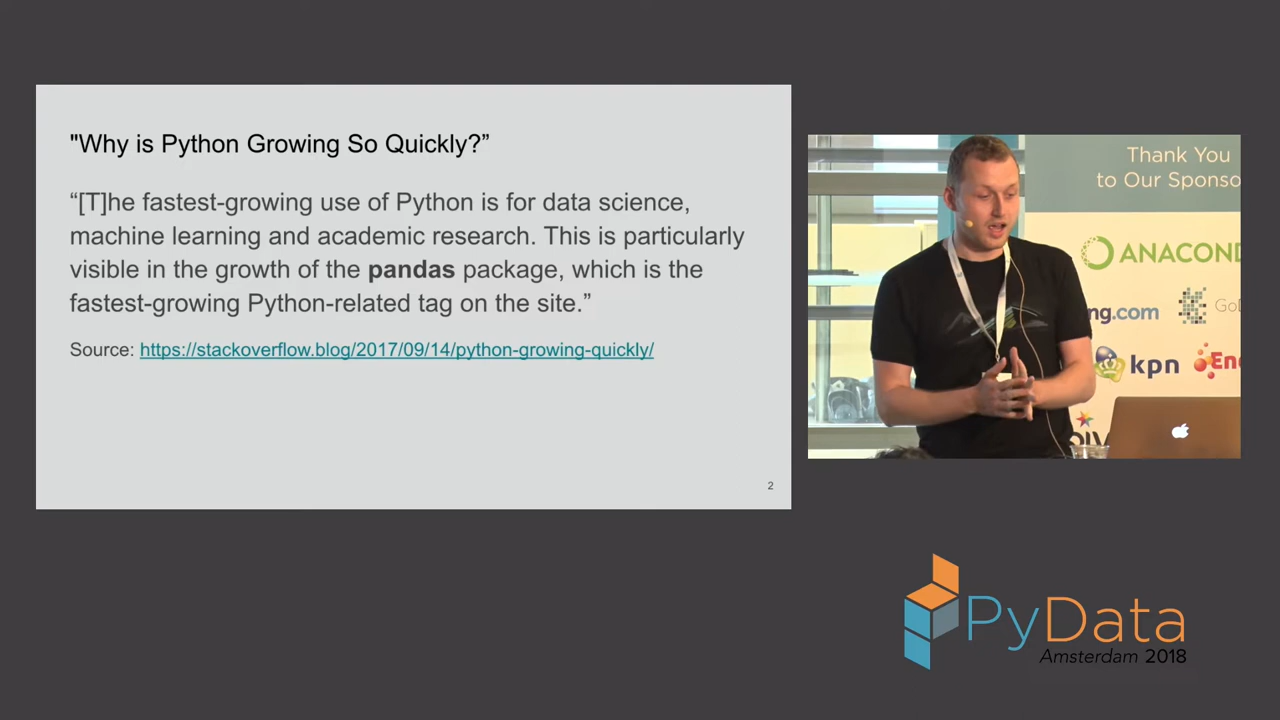 "Why is Python Growing So Quickly?”
“[T]he fastest-growing use of Python is for data science,
machine learning and academic research. This is particularly
visible in the growth of the pandas package, which is the
fastest-growing Python-related tag on the site.”
Source: https://stackoverflow.blog/2017/09/14/python-growing-quickly/
2
Thank You
to Our Sponso
ANACOND
ng.com
GoD
kpn
Ene
PyData
Amsterdam 2018